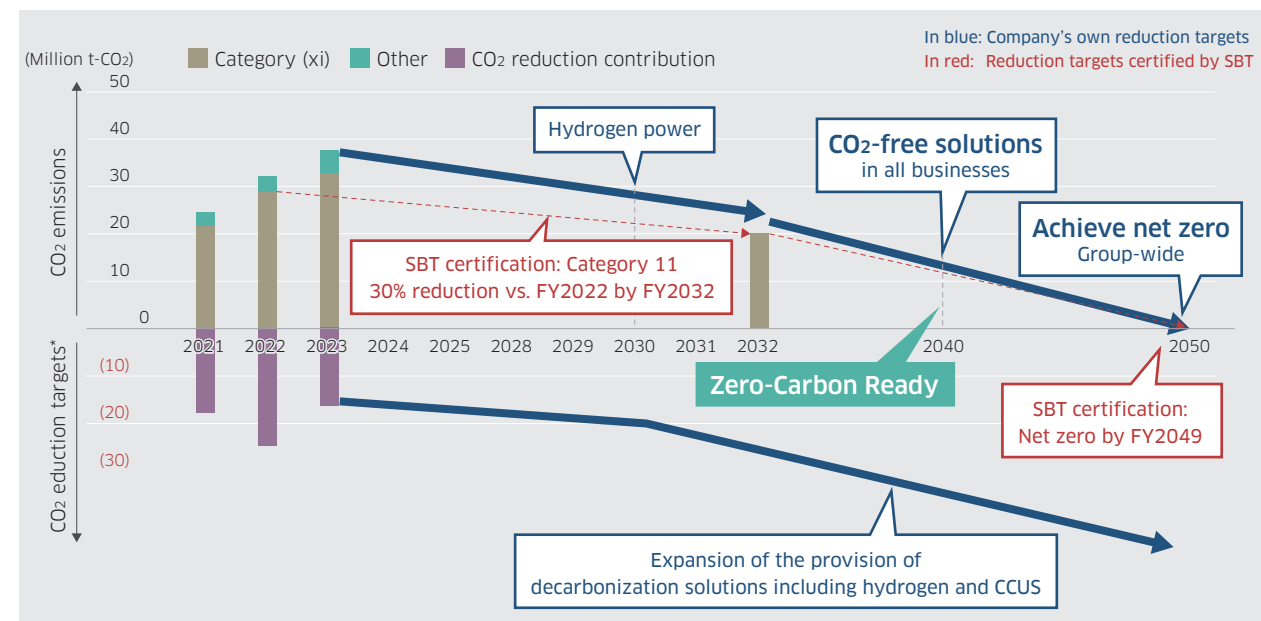 In blue: Company's own reduction targets
In red: Reduction targets certified by SBT
(Million t-CO2)
Category (xi)
Other
CO2 reduction contribution
50
40
30
20
10
0
CO2 emissions
Hydrogen power
CO2-free solutions
in all businesses
Achieve net zero
Group-wide
SBT certification: Category 11
30% reduction vs. FY2022 by FY2032
2021 2022 2023 2024 2025 2028 2029 2030 2031 2032 2040 2050
(10)
(20)
(30)
CO2 eduction targets*
Zero-Carbon Ready
SBT certification:
Net zero by FY2049
Expansion of the provision of
decarbonization solutions including hydrogen and CCUS